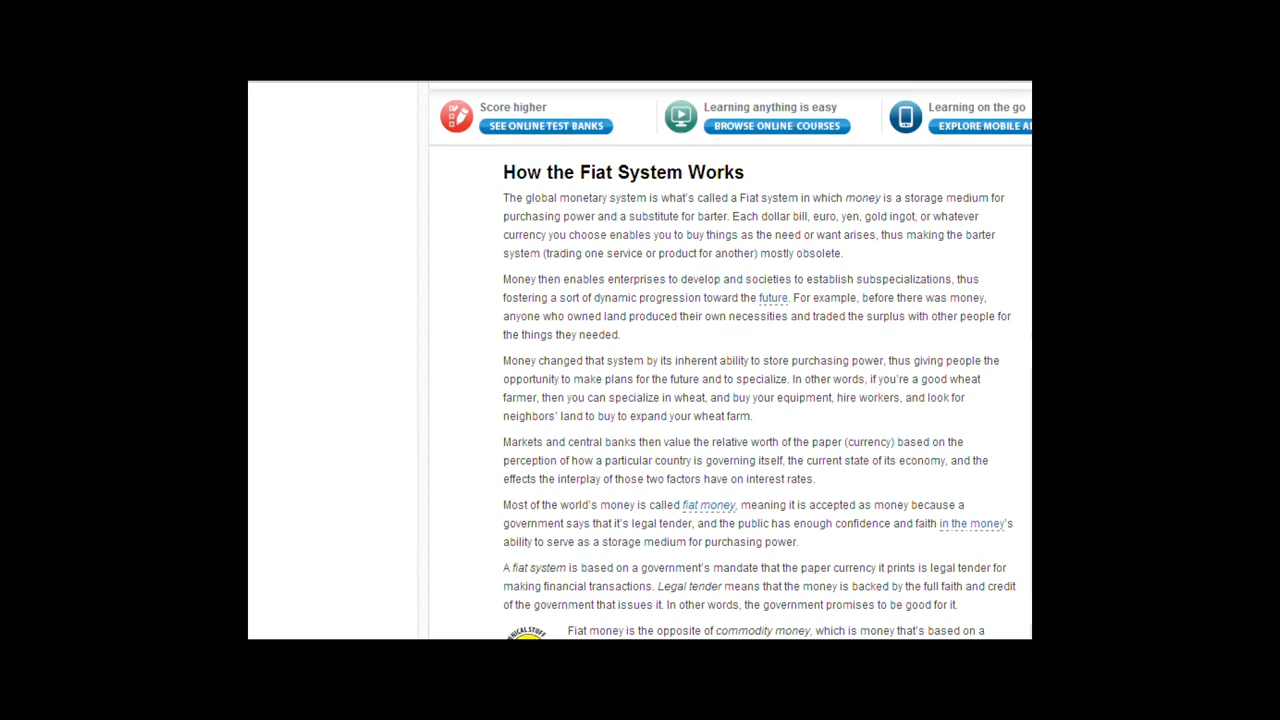 Score higher
SEE ONLINE TEST BANKS
Learning anything is easy
BROWSE ONLINE COURSES
Learning on the go
EXPLORE MOBILE
How the Fiat System Works
The global monetary system is what's called a Fiat system in which money is a storage medium for
purchasing power and a substitute for barter. Each dollar bill, euro, yen, gold ingot, or whatever
currency you choose enables you to buy things as the need or want arises, thus making the barter
system (trading one service or product for another) mostly obsolete.
Money then enables enterprises to develop and societies to establish subspecializations, thus
fostering a sort of dynamic progression toward the future. For example, before there was money,
anyone who owned land produced their own necessities and traded the surplus with other people for
the things they needed.
Money changed that system by its inherent ability to store purchasing power, thus giving people the
opportunity to make plans for the future and to specialize. In other words, if you're a good wheat
farmer, then you can specialize in wheat, and buy your equipment, hire workers, and look for
neighbors' land to buy to expand your wheat farm.
Markets and central banks then value the relative worth of the paper (currency) based on the
perception of how a particular country is governing itself, the current state of its economy, and the
effects the interplay of those two factors have on interest rates.
Most of the world's money is called fiat money, meaning it is accepted as money because a
government says that it's legal tender, and the public has enough confidence and faith in the money's
ability to serve as a storage medium for purchasing power.
A fiat system is based on a government's mandate that the paper currency it prints is legal tender for
making financial transactions. Legal tender means that the money is backed by the full faith and credit
of the government that issues it. In other words, the government promises to be good for it.
STUFF
Fiat money is the opposite of commodity money, which is money that's based on a